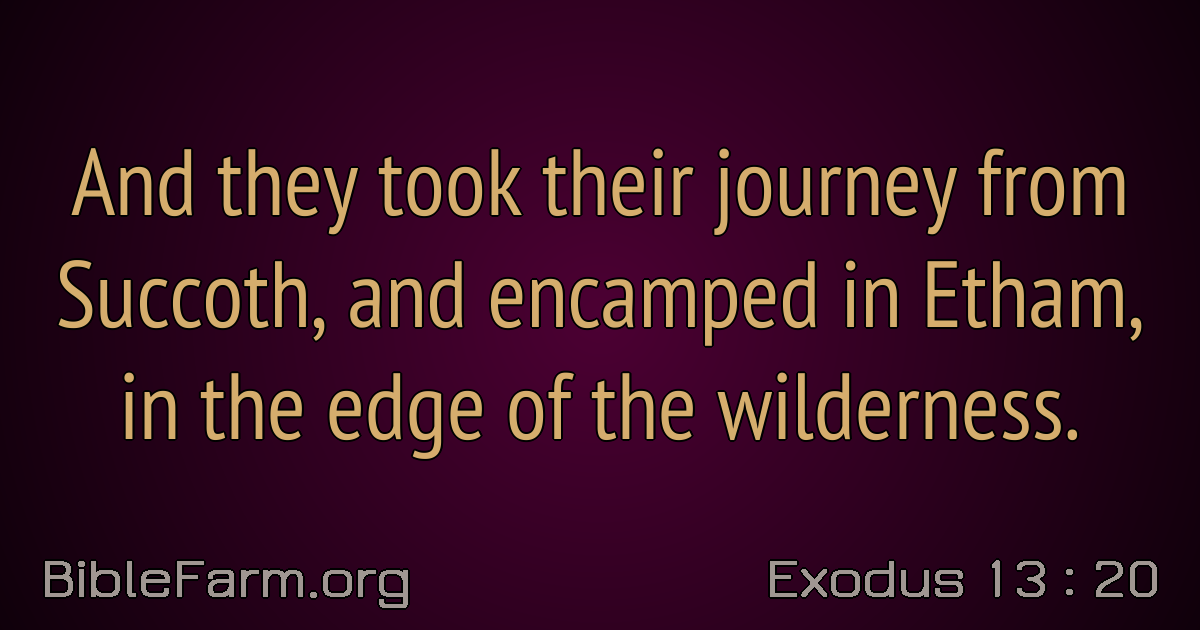 And they took their journey from
Succoth, and encamped in Etham,
in the edge of the wilderness.
BibleFarm.org
Exodus 13 : 20